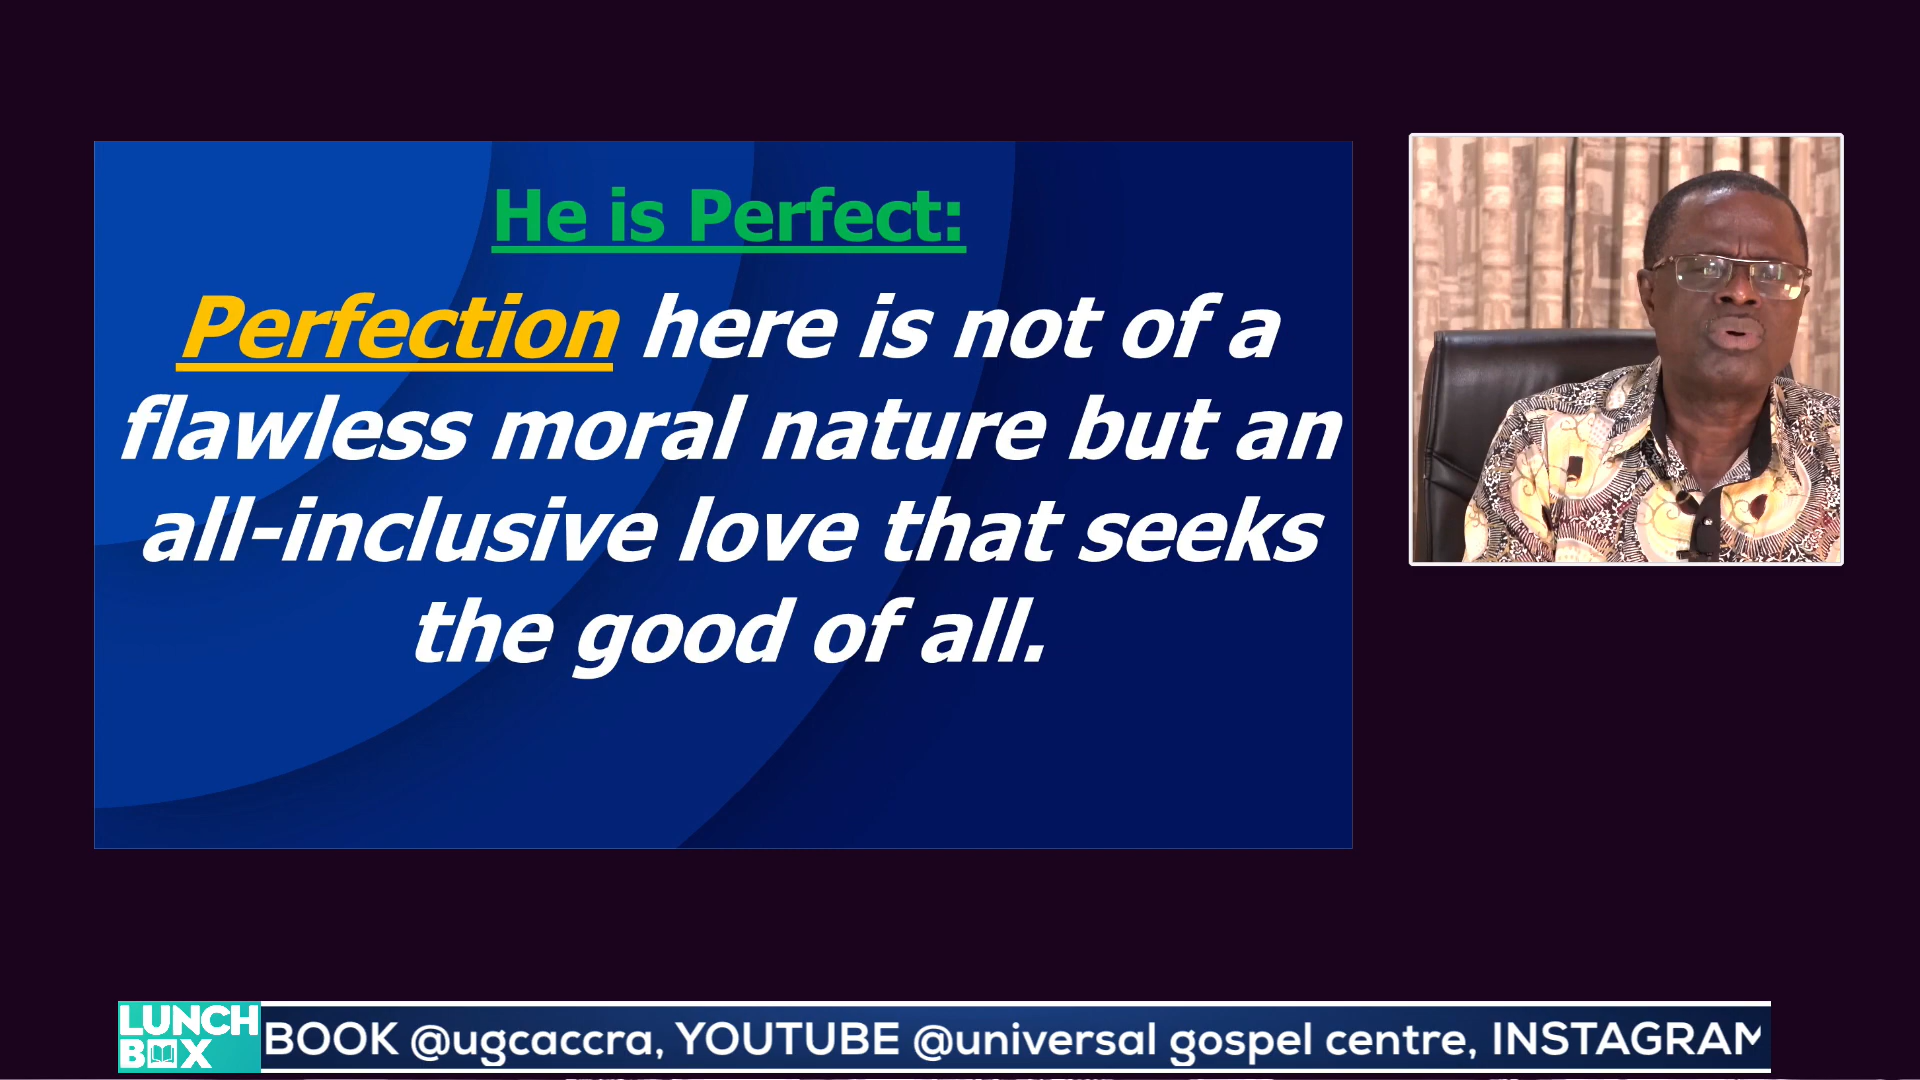 He is Perfect:
Perfection here is not of a
flawless moral nature but an
all-inclusive love that seeks
the good of all.
LUNCH
BOX
BOOK @ugcaccra, YOUTUBE @universal gospel centre, INSTAGRAM